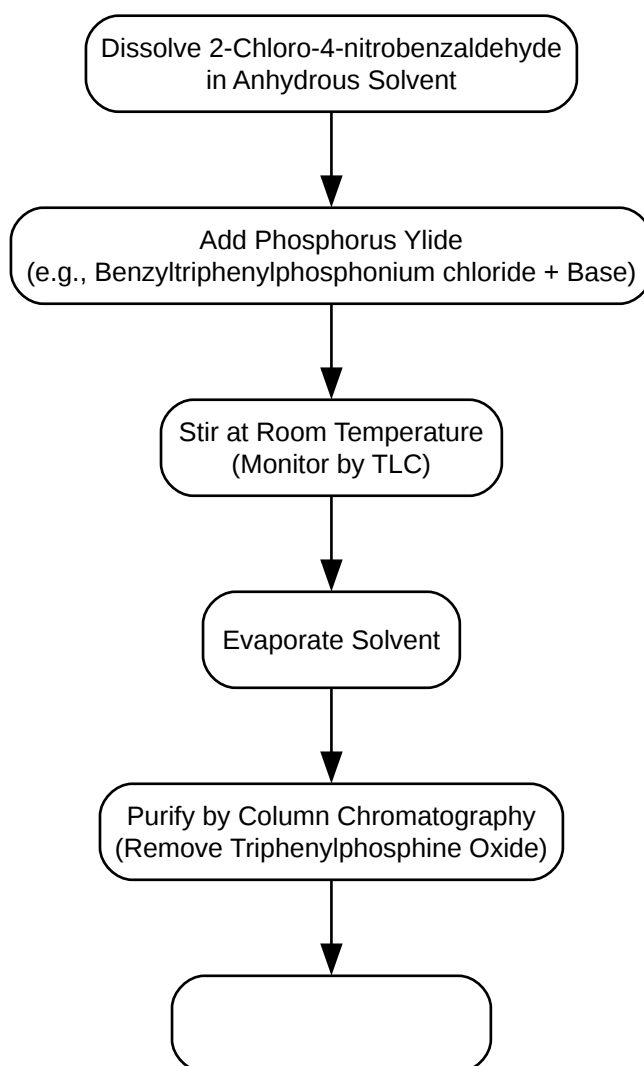 Dissolve 2-Chloro-4-nitrobenzaldehyde
in Anhydrous Solvent
Add Phosphorus Ylide
(e.g., Benzyltriphenylphosphonium chloride + Base)
Stir at Room Temperature
(Monitor by TLC)
Evaporate Solvent
Purify by Column Chromatography
(Remove Triphenylphosphine Oxide)